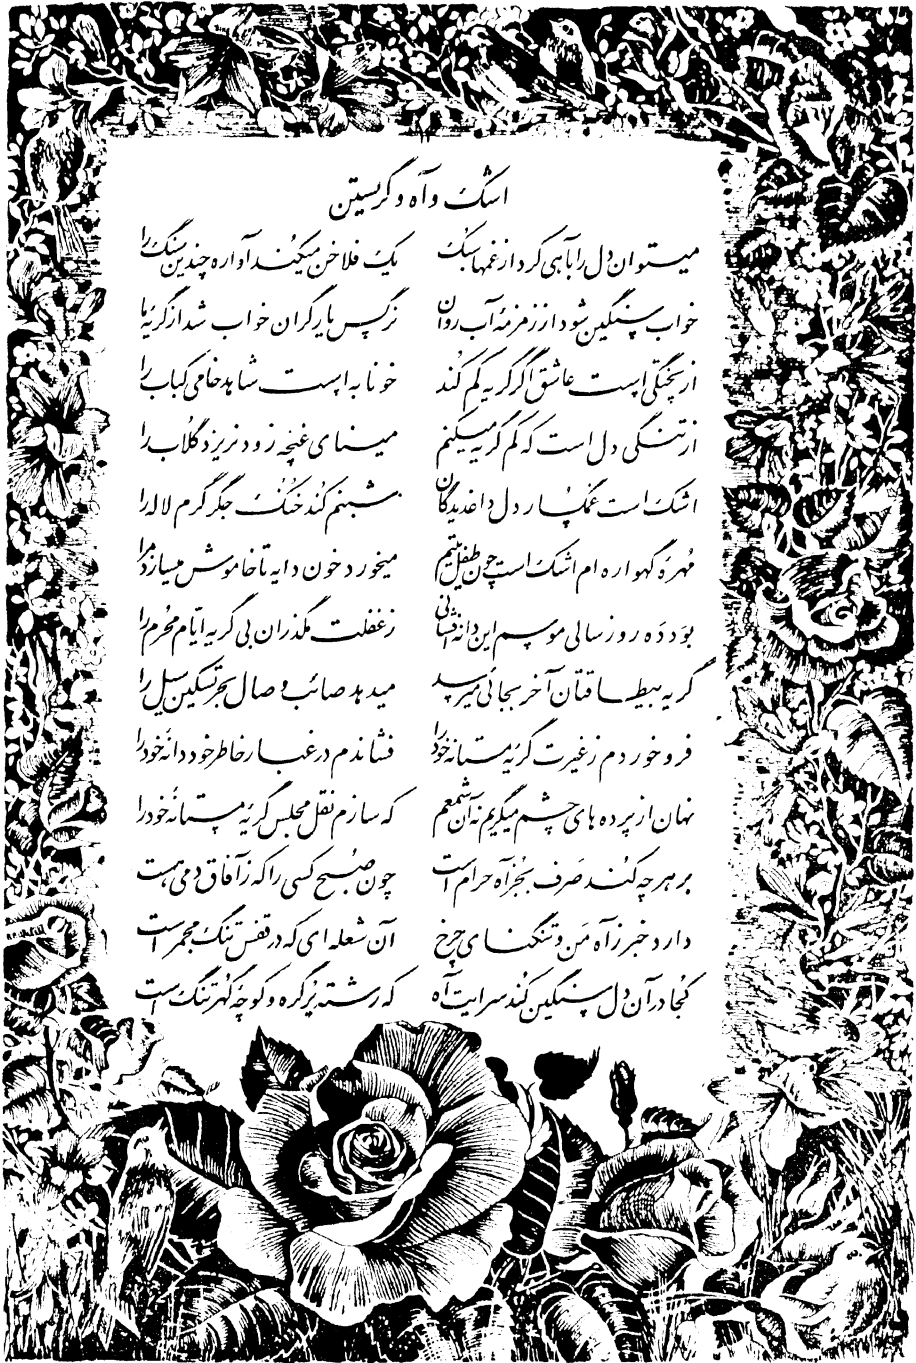 اشک و آه و گریستن
میتوان دل را بآهی کرد از غمها سبک یک فلاخن میکند آواره چندین سنگ را
خواب سنگین شود از زمزمهٔ آب روان نرگس یار گران خواب شد از گریهٔ ما
از پختگی است عاشق اگر گریه کم کند خونابه است شاهد خامی کباب را
از تنگی دل است که کم گریه میکنم مینای غنچه زود نریزد گلاب را
اشک است غمگسار دل داغدیدگان شبنم کند خنک جگر گرم لاله را
مهرهٔ گهواره ام اشک است چون طفل یتیم میخورد خون دایه تا خاموش میسازد مرا
بود ده روز سالی موسم این دانه افشانی ز غفلت مگذران بی گریه ایام محرم را
گریه بیطاقتان آخر بجائی میرسد میدهد صائب وصال بحر تسکین سیل را
فرو خوردم ز غیرت گریهٔ مستانهٔ خود را فشاندم در غبار خاطر خود دانهٔ خود را
نهان از پرده های چشم میگریم نه آن شمعم که سازم نقل مجلس گریهٔ مستانهٔ خود را
بر هر چه کند صرف بجز آه حرام است چون صبح کسی را که ز آفاق دمی هست
دارد خبر ز آه من و تنگنای چرخ آن شعله ای که در قفس تنگ مجمر است
کجا در آن دل سنگین کند سرایت آه که رشته پر گره و کوچهٔ گهر تنگ است